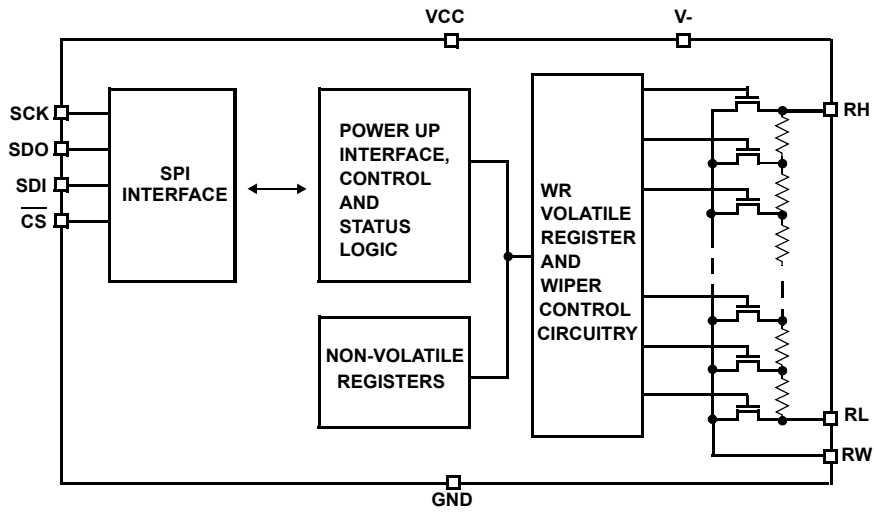 VCC
V-
SCK
SDO
SDI
CS
SPI
INTERFACE
POWER UP
INTERFACE,
CONTROL
AND
STATUS
LOGIC
NON-VOLATILE
REGISTERS
WR
VOLATILE
REGISTER
AND
WIPER
CONTROL
CIRCUITRY
RH
RL
RW
GND